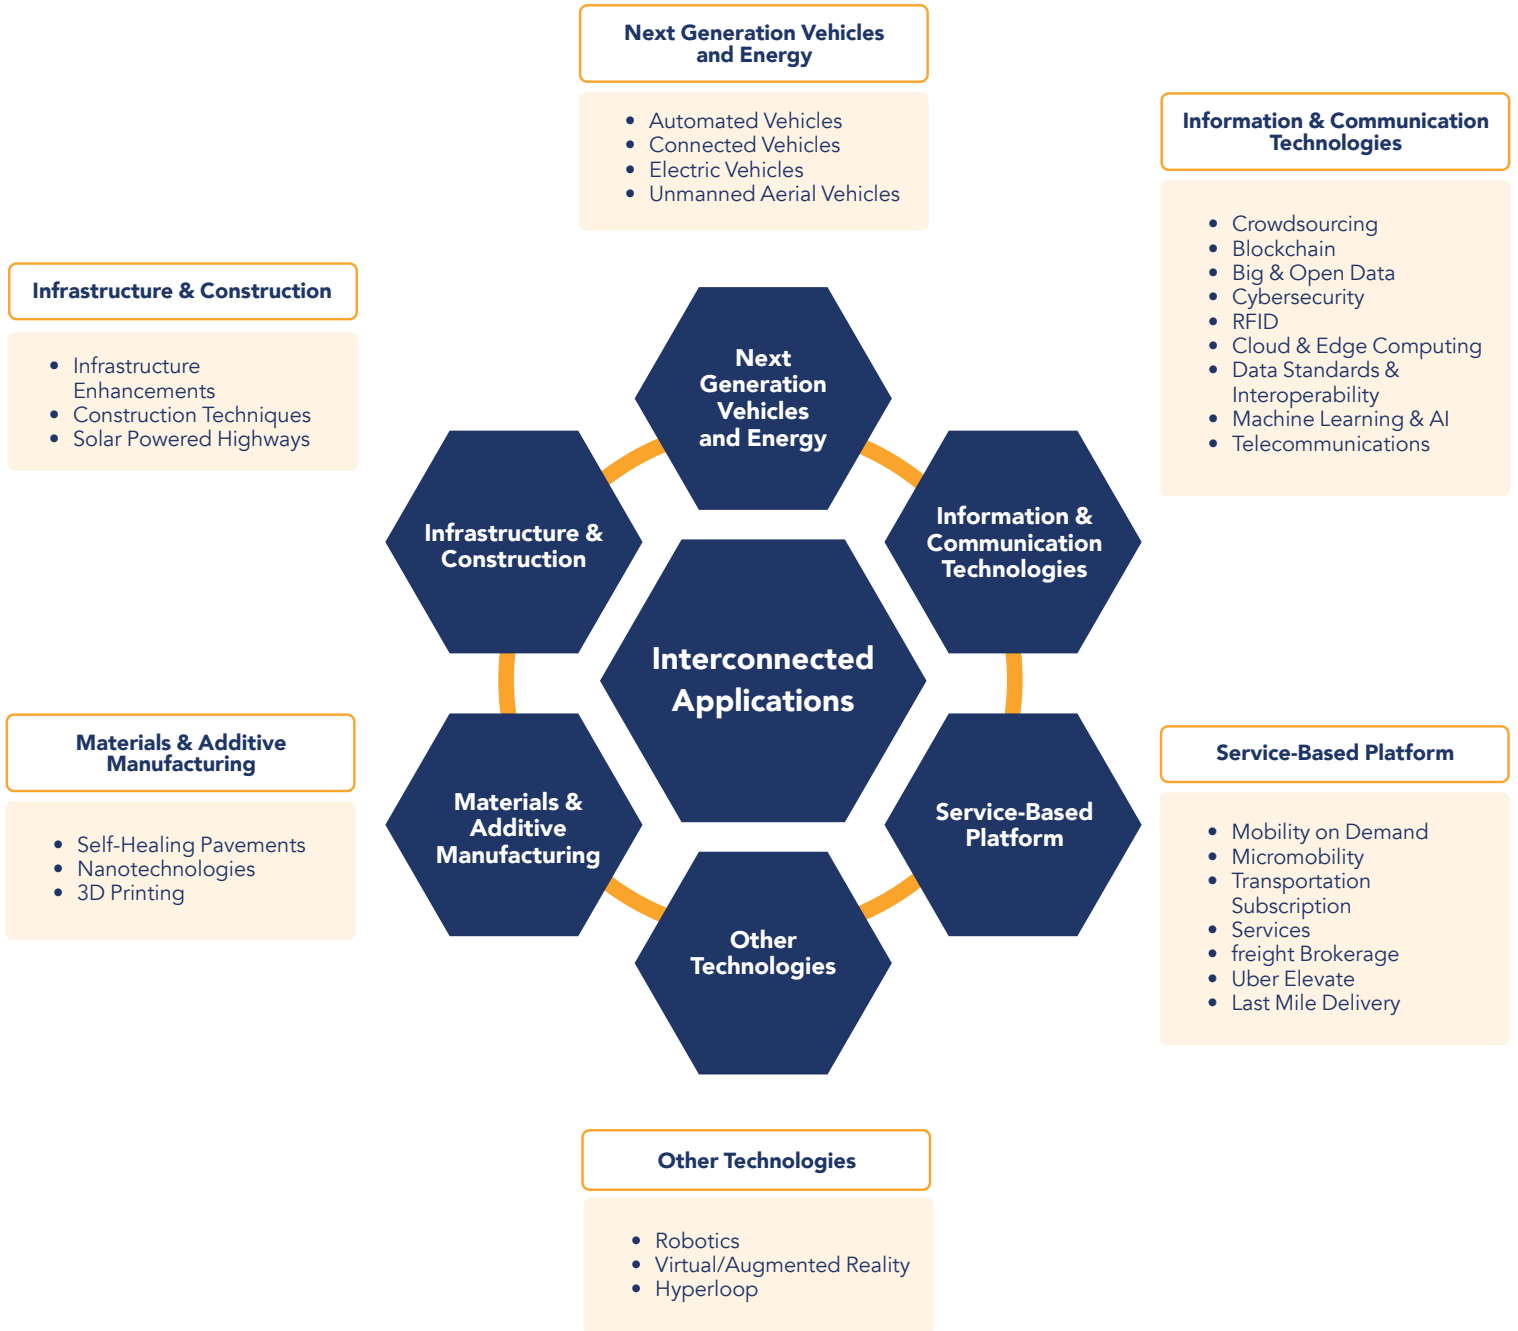 Next Generation Vehicles
and Energy
• Automated Vehicles
• Connected Vehicles
• Electric Vehicles
• Unmanned Aerial Vehicles
Information & Communication
Technologies
• Crowdsourcing
• Blockchain
• Big & Open Data
• Cybersecurity
• RFID
• Cloud & Edge Computing
• Data Standards &
Interoperability
• Machine Learning & AI
• Telecommunications
Infrastructure & Construction
• Infrastructure
Enhancements
• Construction Techniques
• Solar Powered Highways
Next
Generation
Vehicles
and Energy
Infrastructure &
Construction
Information &
Communication
Technologies
Interconnected
Applications
Materials &
Additive
Manufacturing
Service-Based
Platform
Other
Technologies
Materials & Additive
Manufacturing
• Self-Healing Pavements
• Nanotechnologies
• 3D Printing
Service-Based Platform
• Mobility on Demand
• Micromobility
• Transportation
Subscription
• Services
• freight Brokerage
• Uber Elevate
• Last Mile Delivery
Other Technologies
• Robotics
• Virtual/Augmented Reality
• Hyperloop